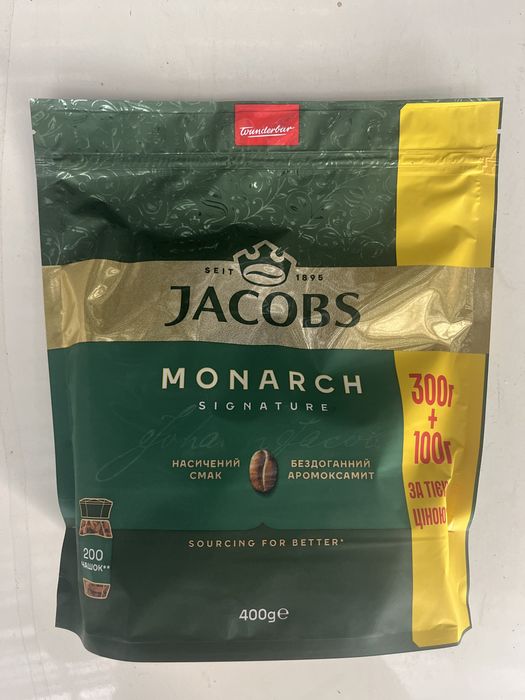 wunderbar
SEIT 1895
JACOBS
MONARCH
SIGNATURE
НАСИЧЕНИЙ
СМАК
БЕЗДОГАННИЙ
АРОМОКСАМИТ
300г
+
100г
ЗА ТІЄЮ
ЦІНОЮ
SOURCING FOR BETTER*
200
ЧАШОК**
400ge